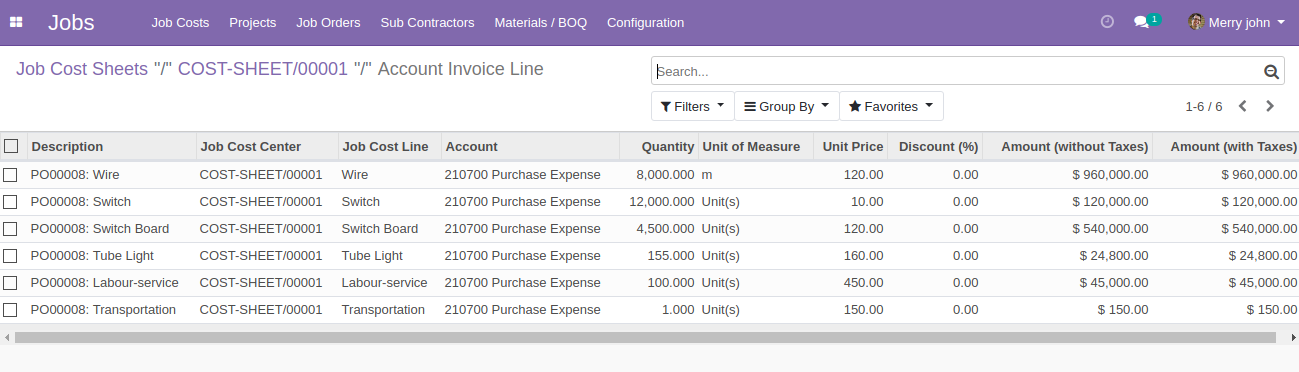 Jobs Job Costs Projects Job Orders Sub Contractors Materials / BOQ Configuration 1 Merry john
Job Cost Sheets "/" COST-SHEET/00001 "/" Account Invoice Line Search...
Filters Group By Favorites 1-6 / 6
Description Job Cost Center Job Cost Line Account Quantity Unit of Measure Unit Price Discount (%) Amount (without Taxes) Amount (with Taxes)
PO00008: Wire COST-SHEET/00001 Wire 210700 Purchase Expense 8,000.000 m 120.00 0.00 $ 960,000.00 $ 960,000.00
PO00008: Switch COST-SHEET/00001 Switch 210700 Purchase Expense 12,000.000 Unit(s) 10.00 0.00 $ 120,000.00 $ 120,000.00
PO00008: Switch Board COST-SHEET/00001 Switch Board 210700 Purchase Expense 4,500.000 Unit(s) 120.00 0.00 $ 540,000.00 $ 540,000.00
PO00008: Tube Light COST-SHEET/00001 Tube Light 210700 Purchase Expense 155.000 Unit(s) 160.00 0.00 $ 24,800.00 $ 24,800.00
PO00008: Labour-service COST-SHEET/00001 Labour-service 210700 Purchase Expense 100.000 Unit(s) 450.00 0.00 $ 45,000.00 $ 45,000.00
PO00008: Transportation COST-SHEET/00001 Transportation 210700 Purchase Expense 1.000 Unit(s) 150.00 0.00 $ 150.00 $ 150.00